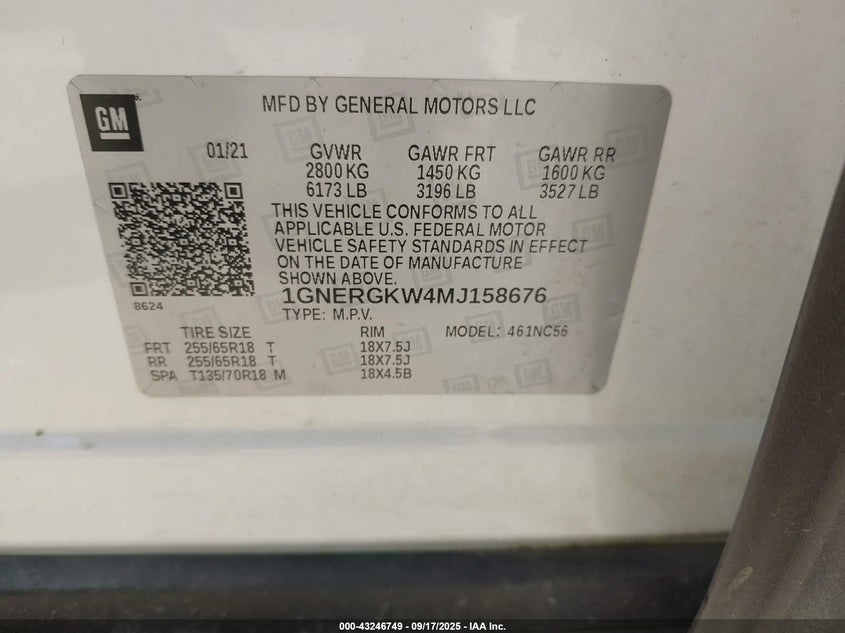 GM
MFD BY GENERAL MOTORS LLC
01/21 GVWR GAWR FRT GAWR RR
2800 KG 1450 KG 1600 KG
6173 LB 3196 LB 3527 LB
THIS VEHICLE CONFORMS TO ALL
APPLICABLE U.S. FEDERAL MOTOR
VEHICLE SAFETY STANDARDS IN EFFECT
ON THE DATE OF MANUFACTURE
SHOWN ABOVE.
1GNERGKW4MJ158676
8624
TYPE: M.P.V.
TIRE SIZE RIM MODEL: 461NC56
FRT 255/65R18 T 18X7.5J
RR 255/65R18 T 18X7.5J
SPA T135/70R18 M 18X4.5B
000-43246749 - 09/17/2025 - IAA Inc.